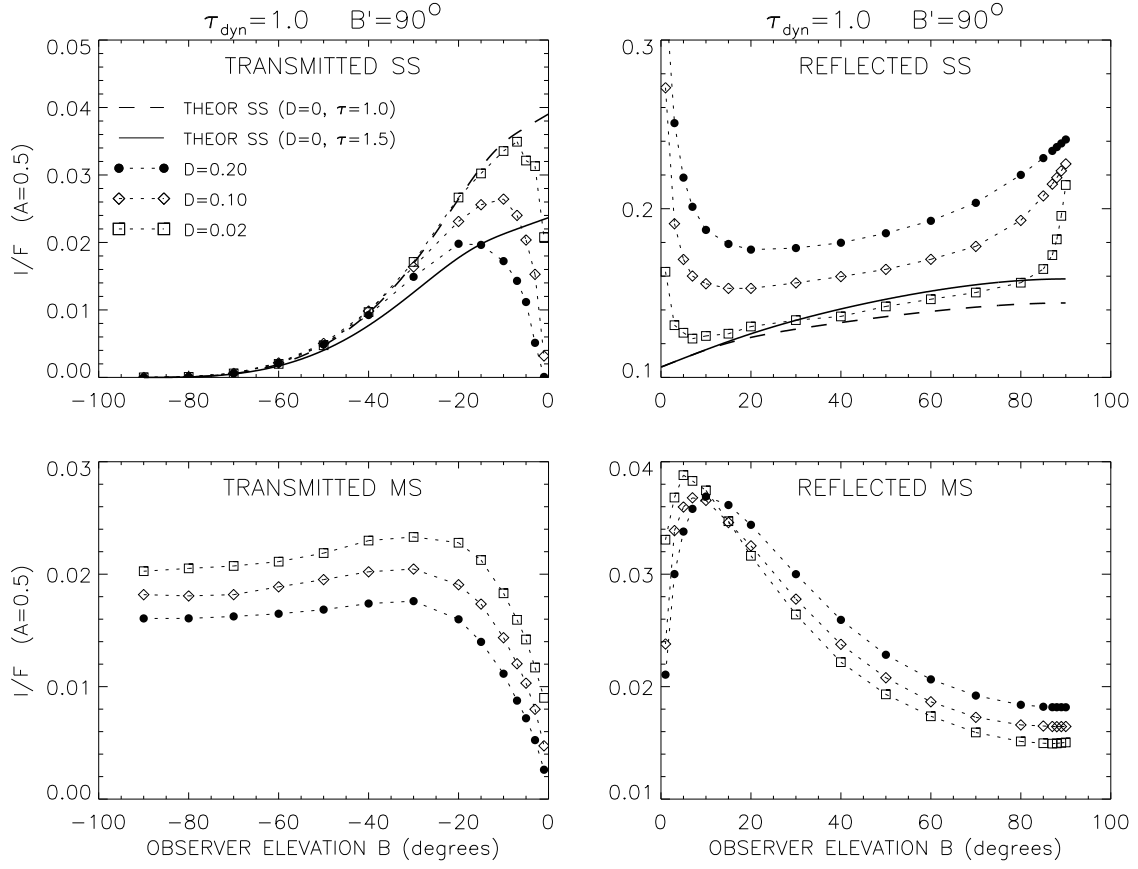 τdyn=1.0 B'=90°
TRANSMITTED SS
THEOR SS (D=0, τ=1.0)
THEOR SS (D=0, τ=1.5)
D=0.20
D=0.10
D=0.02
I/F (A=0.5)
0.05
0.04
0.03
0.02
0.01
0.00
−100 −80 −60 −40 −20 0
τdyn=1.0 B'=90°
REFLECTED SS
0.3
0.2
0.1
0 20 40 60 80 100
TRANSMITTED MS
I/F (A=0.5)
0.03
0.02
0.01
0.00
−100 −80 −60 −40 −20 0
OBSERVER ELEVATION B (degrees)
REFLECTED MS
0.04
0.03
0.02
0.01
0 20 40 60 80 100
OBSERVER ELEVATION B (degrees)